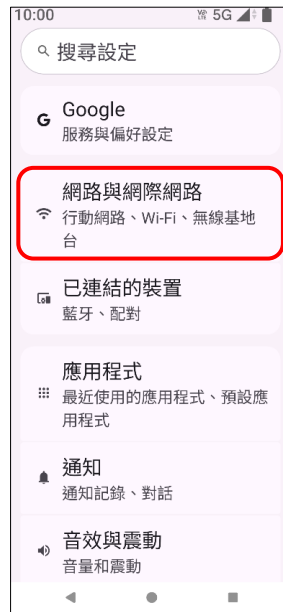 10:00
5G
搜尋設定
Google
服務與偏好設定
網路與網際網路
行動網路、Wi-Fi、無線基地
台
已連結的裝置
藍牙、配對
應用程式
最近使用的應用程式、預設應
用程式
通知
通知記錄、對話
音效與震動
音量和震動